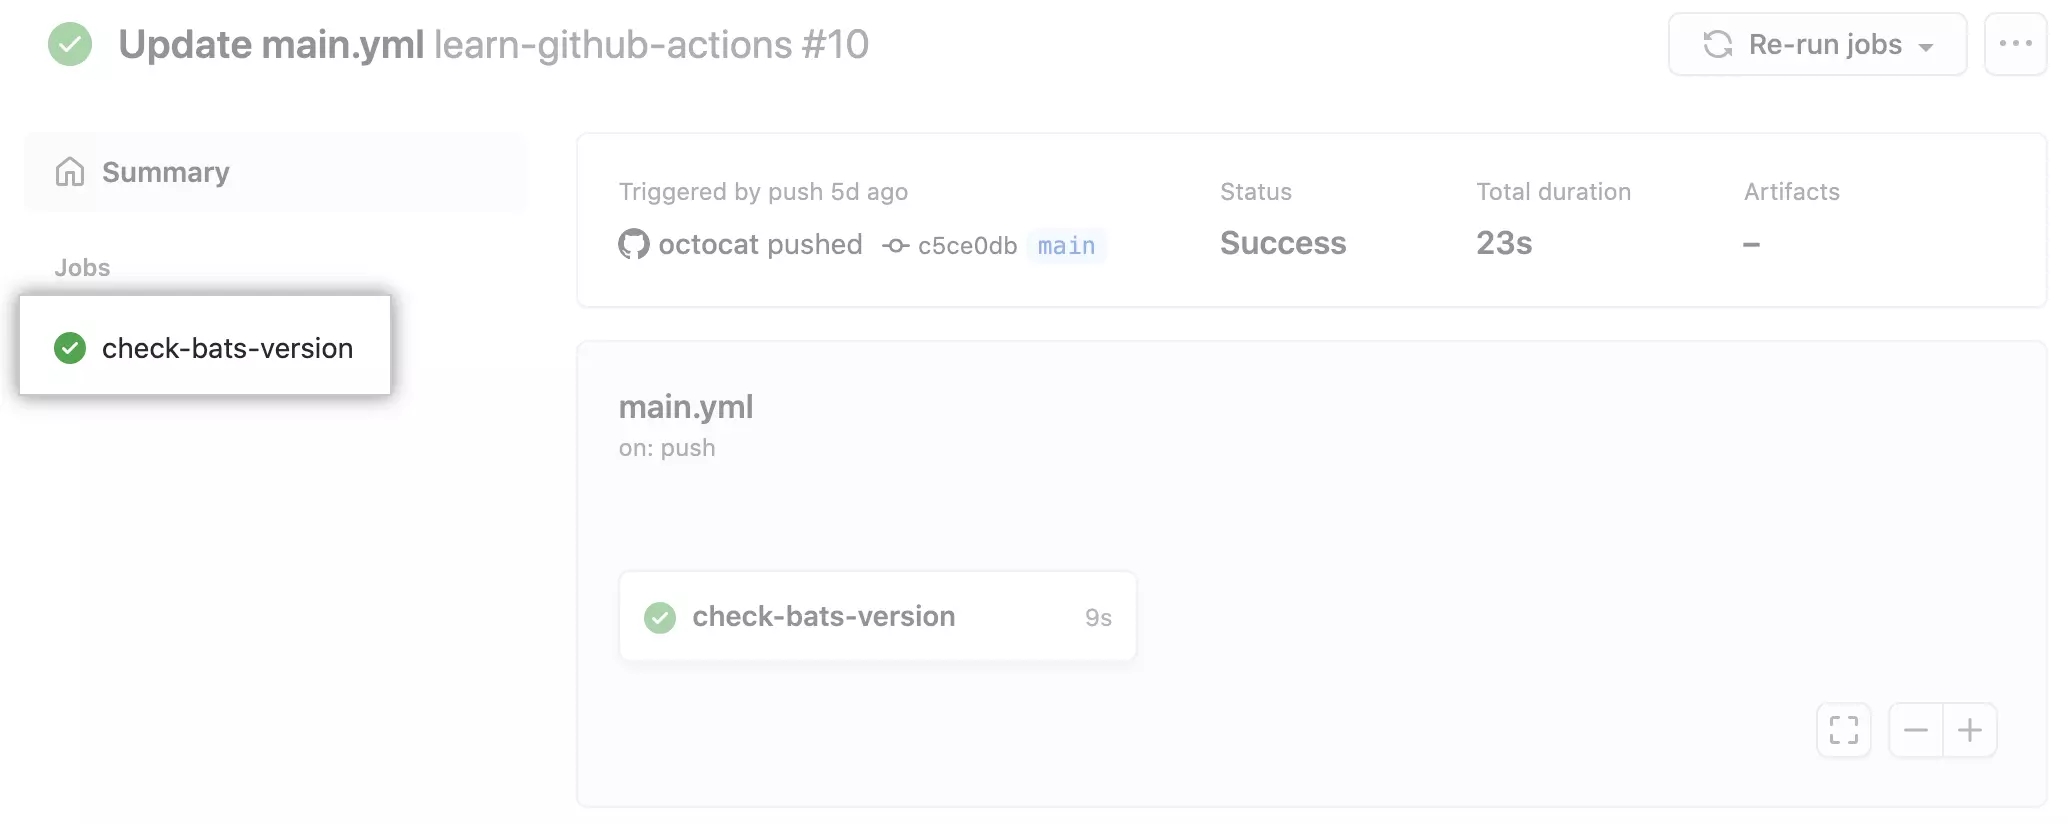 Update main.yml learn-github-actions #10
Re-run jobs
Summary
Jobs
check-bats-version
Triggered by push 5d ago
octocat pushed c5ce0db main
Status
Success
Total duration
23s
Artifacts
–
main.yml
on: push
check-bats-version 9s